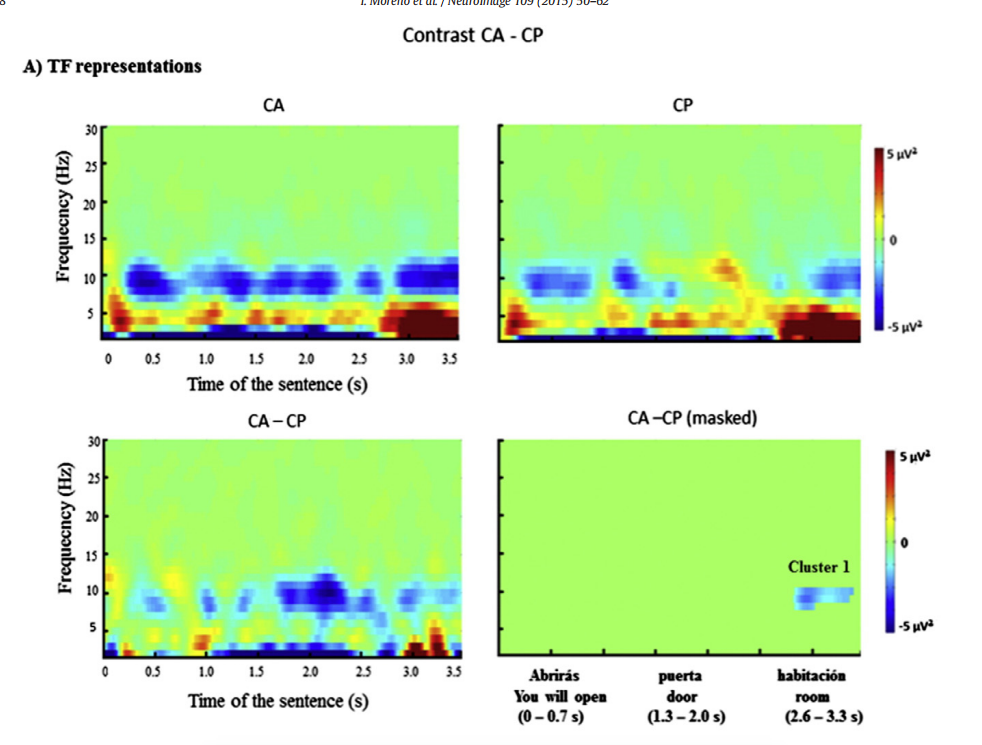 8
I. Moreno et al. / NeuroImage 109 (2015) 50–62
Contrast CA - CP
A) TF representations
CA
CP
Frequecncy (Hz)
30
25
20
15
10
5
0 0.5 1.0 1.5 2.0 2.5 3.0 3.5
Time of the sentence (s)
5 μV²
0
-5 μV²
CA – CP
CA –CP (masked)
Frequecncy (Hz)
30
25
20
15
10
5
0.0 0.5 1.0 1.5 2.0 2.5 3.0 3.5
Time of the sentence (s)
Cluster 1
5 μV²
0
-5 μV²
Abrirás puerta habitación
You will open door room
(0 – 0.7 s) (1.3 – 2.0 s) (2.6 – 3.3 s)